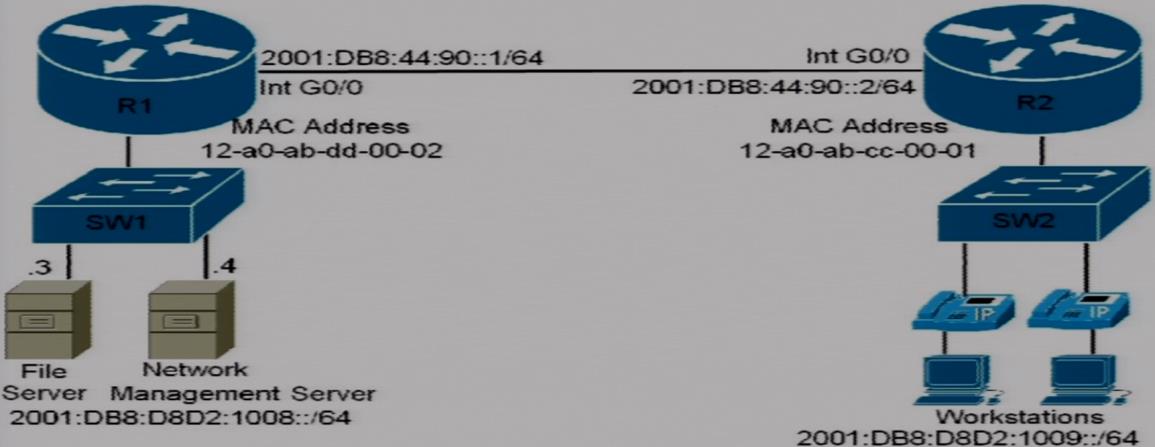 2001:DB8:44:90::1/64
Int G0/0
Int G0/0
2001:DB8:44:90::2/64
R1
R2
MAC Address
12-a0-ab-dd-00-02
MAC Address
12-a0-ab-cc-00-01
SW1
SW2
.3
.4
IP
IP
File
Server
Network
Management Server
2001:DB8:D8D2:1008::/64
Workstations
2001:DB8:D8D2:1009::/64